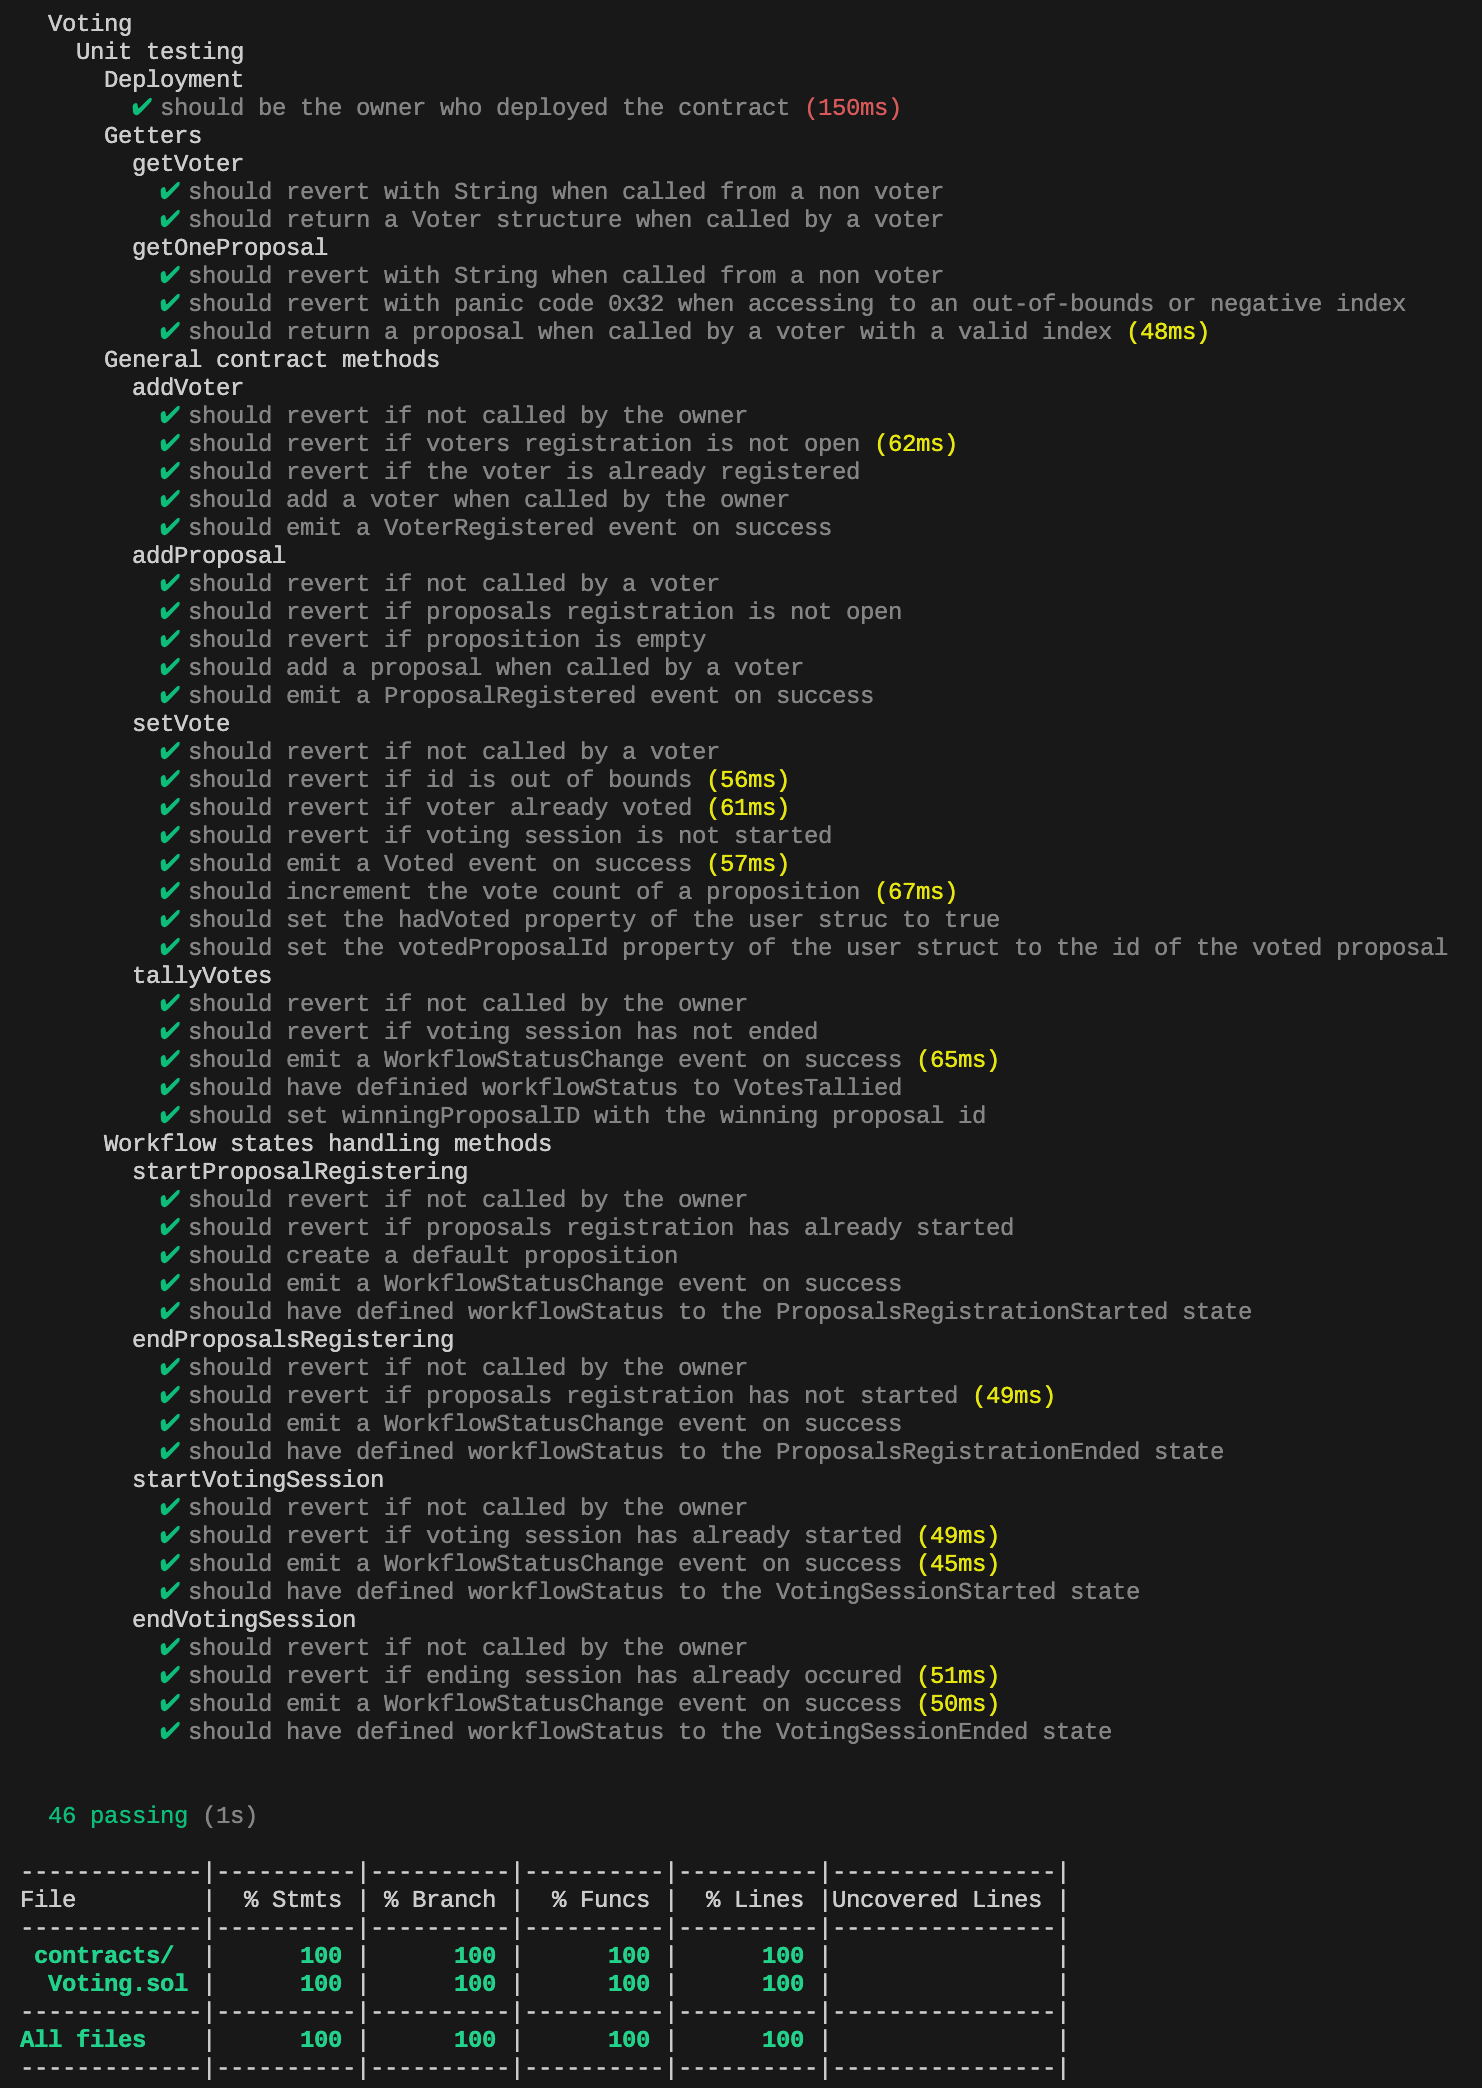 Voting
Unit testing
Deployment
✔ should be the owner who deployed the contract (150ms)
Getters
getVoter
✔ should revert with String when called from a non voter
✔ should return a Voter structure when called by a voter
getOneProposal
✔ should revert with String when called from a non voter
✔ should revert with panic code 0x32 when accessing to an out-of-bounds or negative index
✔ should return a proposal when called by a voter with a valid index (48ms)
General contract methods
addVoter
✔ should revert if not called by the owner
✔ should revert if voters registration is not open (62ms)
✔ should revert if the voter is already registered
✔ should add a voter when called by the owner
✔ should emit a VoterRegistered event on success
addProposal
✔ should revert if not called by a voter
✔ should revert if proposals registration is not open
✔ should revert if proposition is empty
✔ should add a proposal when called by a voter
✔ should emit a ProposalRegistered event on success
setVote
✔ should revert if not called by a voter
✔ should revert if id is out of bounds (56ms)
✔ should revert if voter already voted (61ms)
✔ should revert if voting session is not started
✔ should emit a Voted event on success (57ms)
✔ should increment the vote count of a proposition (67ms)
✔ should set the hadVoted property of the user struc to true
✔ should set the votedProposalId property of the user struct to the id of the voted proposal
tallyVotes
✔ should revert if not called by the owner
✔ should revert if voting session has not ended
✔ should emit a WorkflowStatusChange event on success (65ms)
✔ should have definied workflowStatus to VotesTallied
✔ should set winningProposalID with the winning proposal id
Workflow states handling methods
startProposalRegistering
✔ should revert if not called by the owner
✔ should revert if proposals registration has already started
✔ should create a default proposition
✔ should emit a WorkflowStatusChange event on success
✔ should have defined workflowStatus to the ProposalsRegistrationStarted state
endProposalsRegistering
✔ should revert if not called by the owner
✔ should revert if proposals registration has not started (49ms)
✔ should emit a WorkflowStatusChange event on success
✔ should have defined workflowStatus to the ProposalsRegistrationEnded state
startVotingSession
✔ should revert if not called by the owner
✔ should revert if voting session has already started (49ms)
✔ should emit a WorkflowStatusChange event on success (45ms)
✔ should have defined workflowStatus to the VotingSessionStarted state
endVotingSession
✔ should revert if not called by the owner
✔ should revert if ending session has already occured (51ms)
✔ should emit a WorkflowStatusChange event on success (50ms)
✔ should have defined workflowStatus to the VotingSessionEnded state
46 passing (1s)
-------------|----------|----------|----------|----------|----------------|
File         |  % Stmts | % Branch |  % Funcs |  % Lines |Uncovered Lines |
-------------|----------|----------|----------|----------|----------------|
 contracts/  |      100 |      100 |      100 |      100 |                |
  Voting.sol |      100 |      100 |      100 |      100 |                |
-------------|----------|----------|----------|----------|----------------|
All files    |      100 |      100 |      100 |      100 |                |
-------------|----------|----------|----------|----------|----------------|